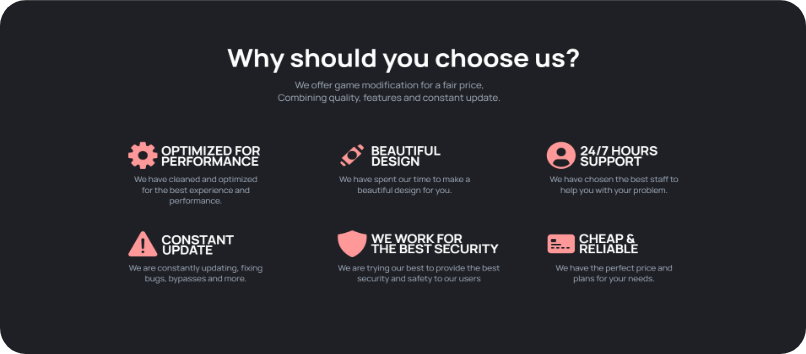 Why should you choose us?
We offer game modification for a fair price,
Combining quality, features and constant update.
OPTIMIZED FOR
PERFORMANCE
We have cleaned and optimized
for the best experience and
performance.
BEAUTIFUL
DESIGN
We have spent our time to make a
beautiful design for you.
24/7 HOURS
SUPPORT
We have chosen the best staff to
help you with your problem.
CONSTANT
UPDATE
We are constantly updating, fixing
bugs, bypasses and more.
WE WORK FOR
THE BEST SECURITY
We are trying our best to provide the best
security and safety to our users
CHEAP &
RELIABLE
We have the perfect price and
plans for your needs.